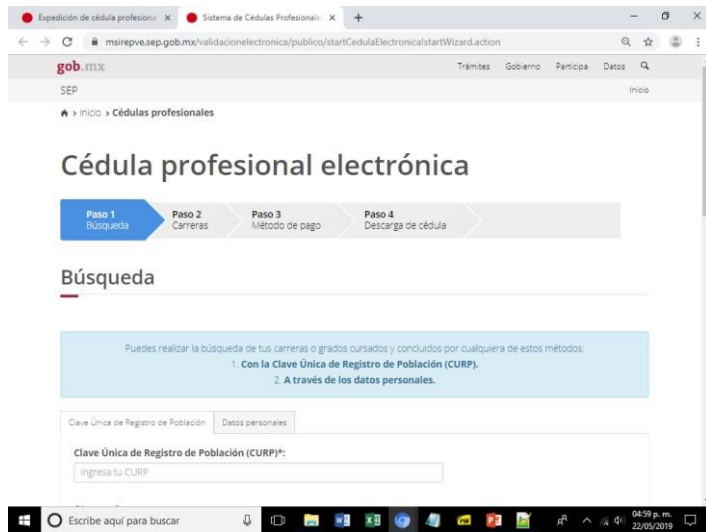 Expedición de cédula profesiona
Sistema de Cédulas Profesionale
msirepve.sep.gob.mx/validacionelectronica/publico/startCedulaElectronicaIstartWizard.action
gob.mx
Trámites Gobierno Participa Datos
SEP
Inicio
> Inicio > Cédulas profesionales
Cédula profesional electrónica
Paso 1 Paso 2 Paso 3 Paso 4
Búsqueda Carreras Método de pago Descarga de cédula
Búsqueda
Puedes realizar la búsqueda de tus carreras o grados cursados y concluidos por cualquiera de estos métodos:
1. Con la Clave Única de Registro de Población (CURP).
2. A través de los datos personales.
Clave Única de Registro de Población Datos personales
Clave Única de Registro de Población (CURP)*:
Ingresa tu CURP
Escribe aquí para buscar
04:59 p. m.
22/05/2019